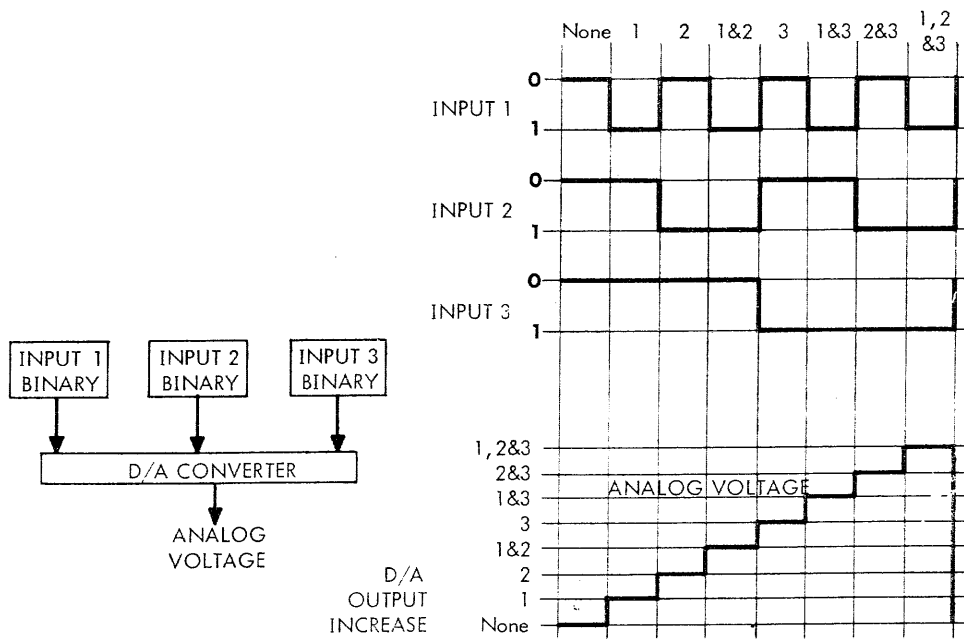 None 1 2 1&2 3 1&3 2&3 1, 2
&3
0
INPUT 1
1
0
INPUT 2
1
0
INPUT 3
1
INPUT 1
BINARY
INPUT 2
BINARY
INPUT 3
BINARY
D/A CONVERTER
ANALOG
VOLTAGE
1, 2&3
2&3
ANALOG VOLTAGE
1&3
3
1&2
2
1
None
D/A
OUTPUT
INCREASE